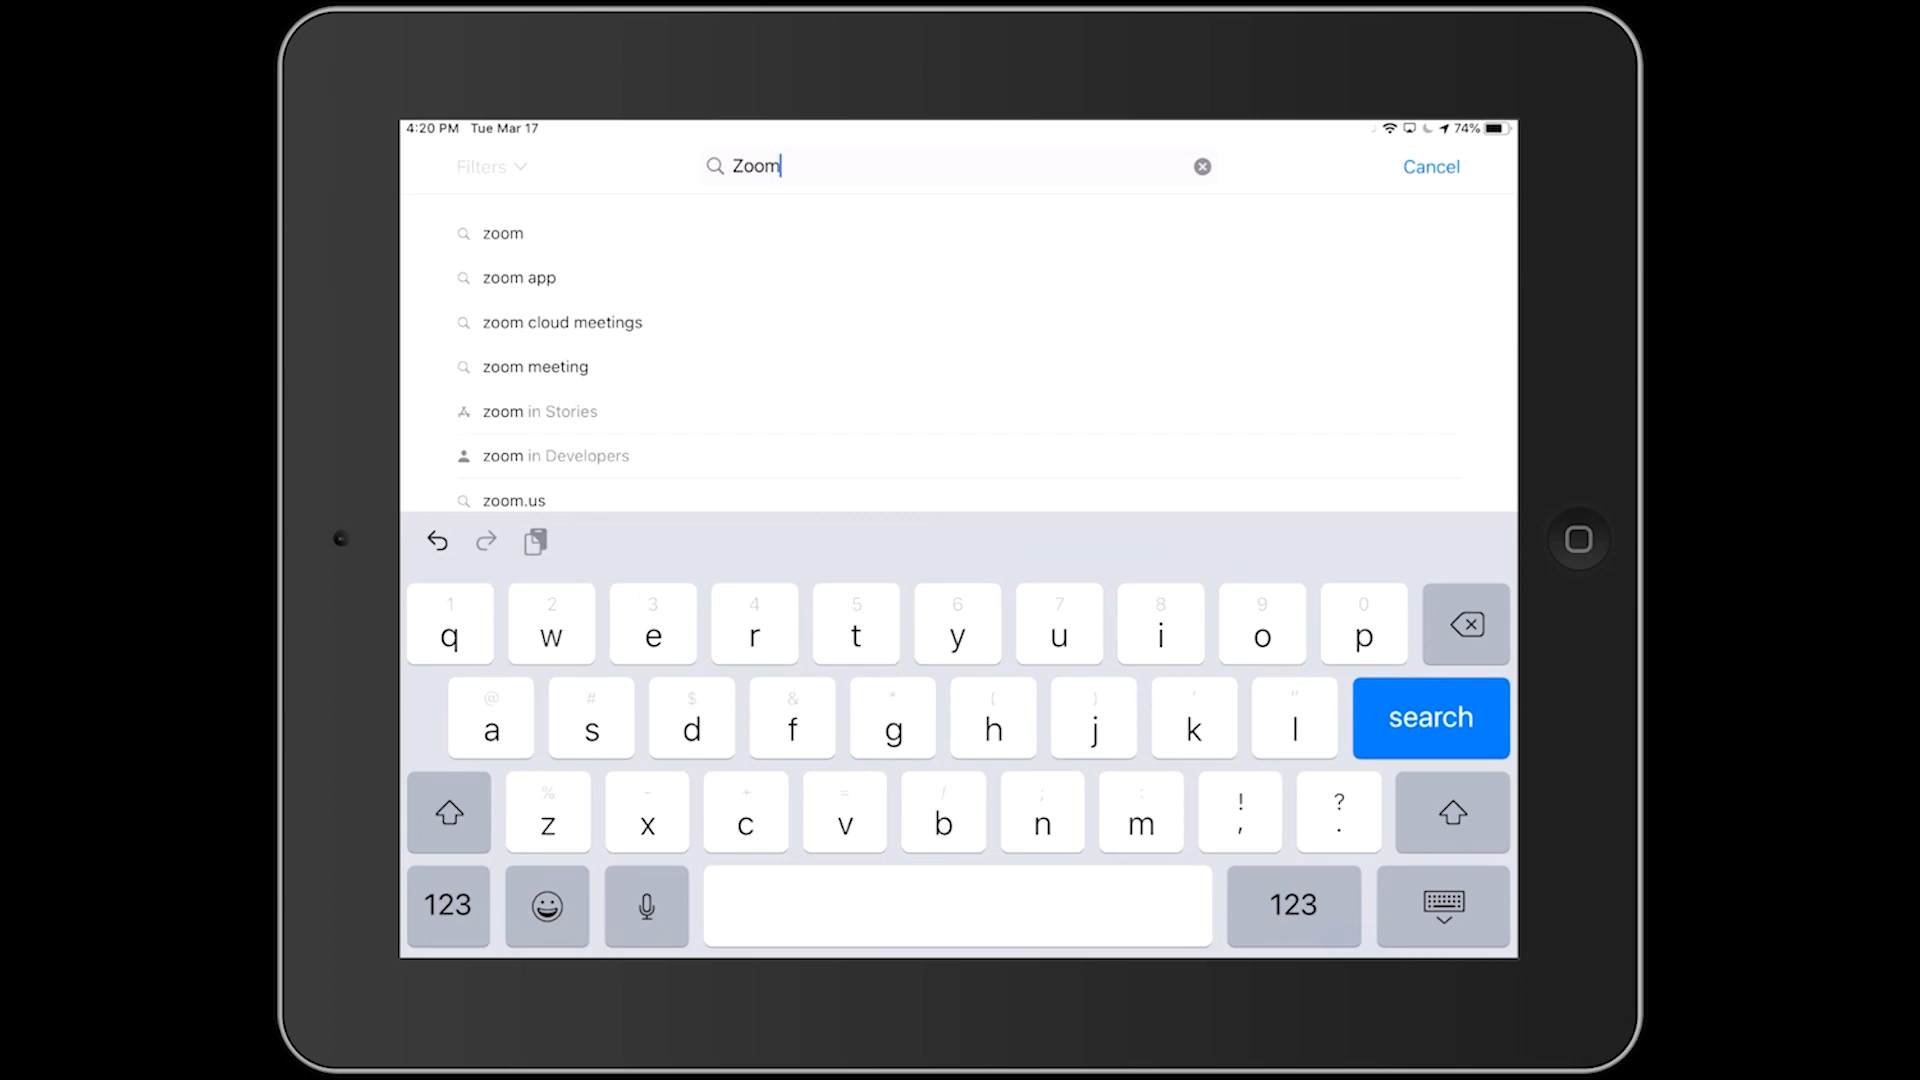 4:20 PM Tue Mar 17 74%
Filters Zoom Cancel
zoom
zoom app
zoom cloud meetings
zoom meeting
zoom in Stories
zoom in Developers
zoom.us
1 2 3 4 5 6 7 8 9 0
q w e r t y u i o p
@ # $ & * ( ) ' "
a s d f g h j k l search
% - + = / ; : ! ?
z x c v b n m , .
123 123